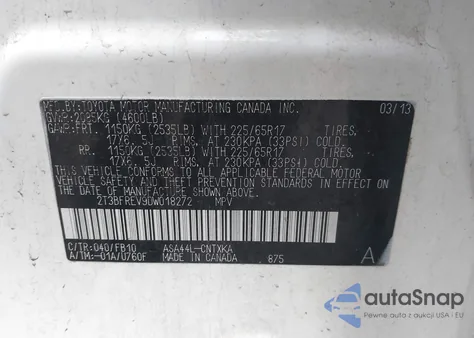 MFD. BY: TOYOTA MOTOR MANUFACTURING CANADA INC. 03/13
GVWR: 2085KG (4600LB)
GAWR: FRT. 1150KG (2535LB) WITH 225/65R17 TIRES,
17X6.5J RIMS, AT 230KPA (33PSI) COLD.
RR. 1150KG (2535LB) WITH 225/65R17 TIRES,
17X6.5J RIMS, AT 230KPA (33PSI) COLD.
THIS VEHICLE CONFORMS TO ALL APPLICABLE FEDERAL MOTOR
VEHICLE SAFETY AND BUMPER STANDARDS IN EFFECT ON THE DATE OF
MANUFACTURE SHOWN ABOVE.
2T3BFREV9DW018272 MPV
C/TR:040/FB10 ASA44L-CNTXKA
A/TM:-01A/U760F MADE IN CANADA 875 A
autoSnap
Pewne auto z aukcji w USA i EU